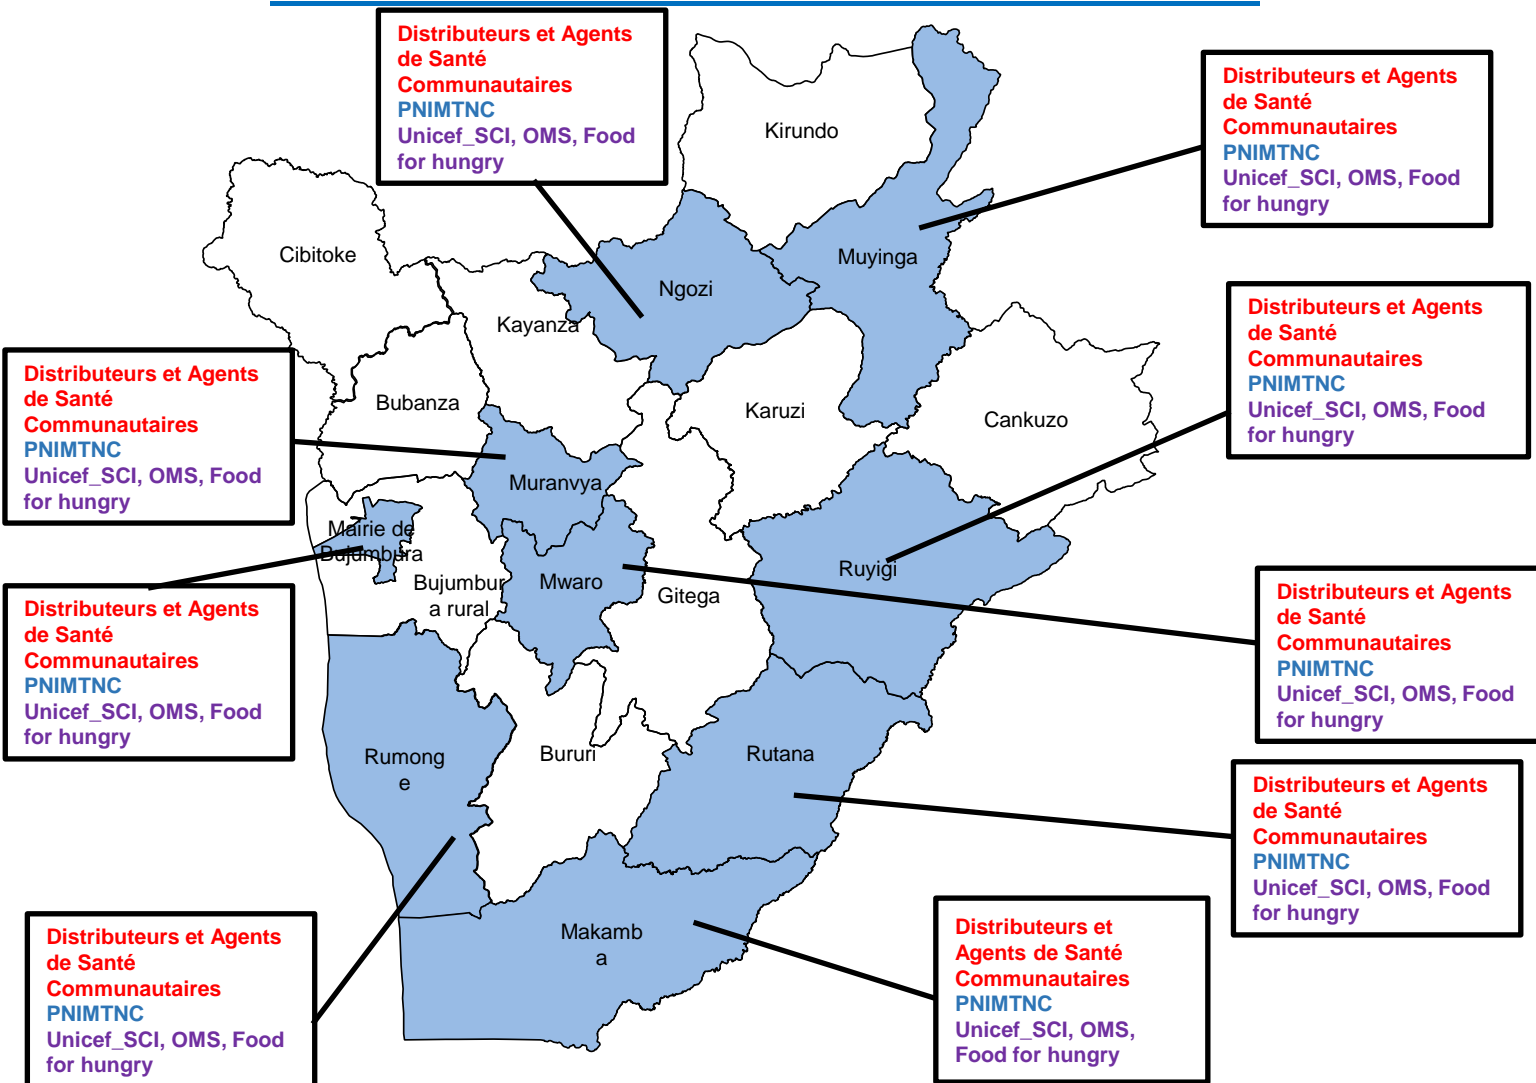 Distributeurs et Agents
de Santé
Communautaires
PNIMTNC
Unicef_SCI, OMS, Food
for hungry
Distributeurs et Agents
de Santé
Communautaires
PNIMTNC
Unicef_SCI, OMS, Food
for hungry
Kirundo
Cibitoke
Muyinga
Ngozi
Kayanza
Distributeurs et Agents
de Santé
Communautaires
PNIMTNC
Unicef_SCI, OMS, Food
for hungry
Distributeurs et Agents
de Santé
Communautaires
PNIMTNC
Unicef_SCI, OMS, Food
for hungry
Bubanza
Karuzi
Cankuzo
Muranvya
Mairie de
Bujumbura
Bujumbur
a rural
Mwaro
Gitega
Ruyigi
Distributeurs et Agents
de Santé
Communautaires
PNIMTNC
Unicef_SCI, OMS, Food
for hungry
Distributeurs et Agents
de Santé
Communautaires
PNIMTNC
Unicef_SCI, OMS, Food
for hungry
Rumong
e
Bururi
Rutana
Distributeurs et Agents
de Santé
Communautaires
PNIMTNC
Unicef_SCI, OMS, Food
for hungry
Makamb
a
Distributeurs et Agents
de Santé
Communautaires
PNIMTNC
Unicef_SCI, OMS, Food
for hungry
Distributeurs et
Agents de Santé
Communautaires
PNIMTNC
Unicef_SCI, OMS,
Food for hungry